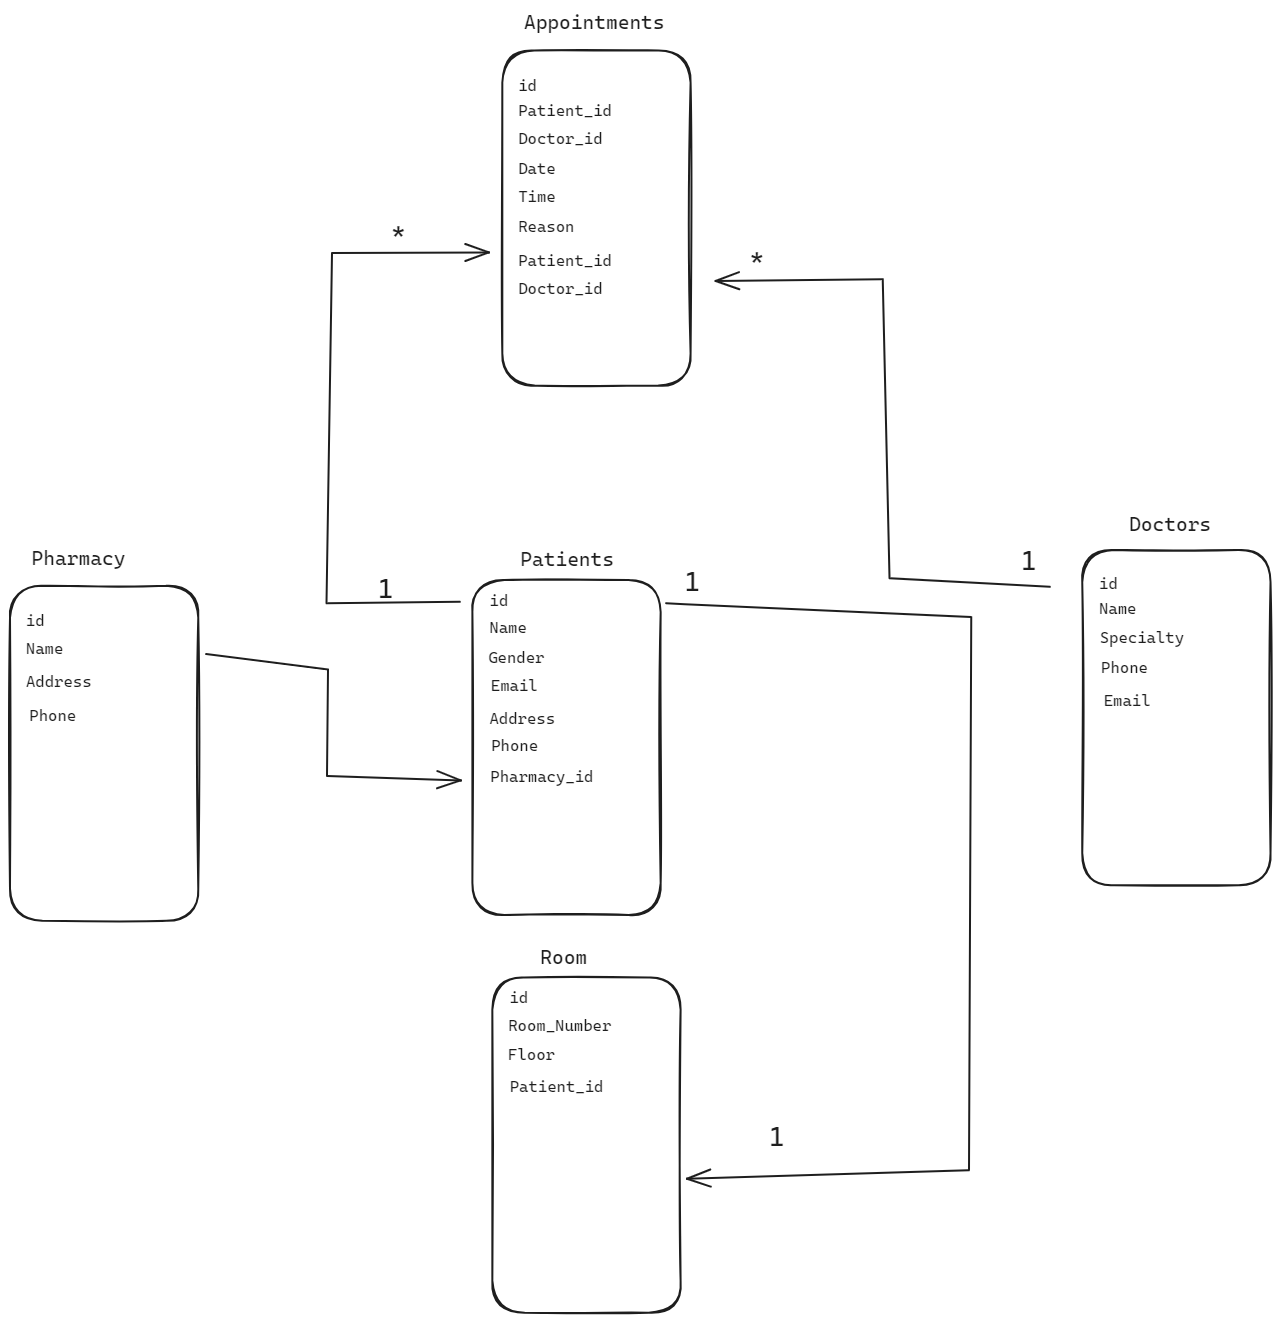 Appointments
id
Patient_id
Doctor_id
Date
Time
Reason
Patient_id
Doctor_id
*
*
1
1
1
1
Pharmacy
id
Name
Address
Phone
Patients
id
Name
Gender
Email
Address
Phone
Pharmacy_id
Doctors
id
Name
Specialty
Phone
Email
Room
id
Room_Number
Floor
Patient_id